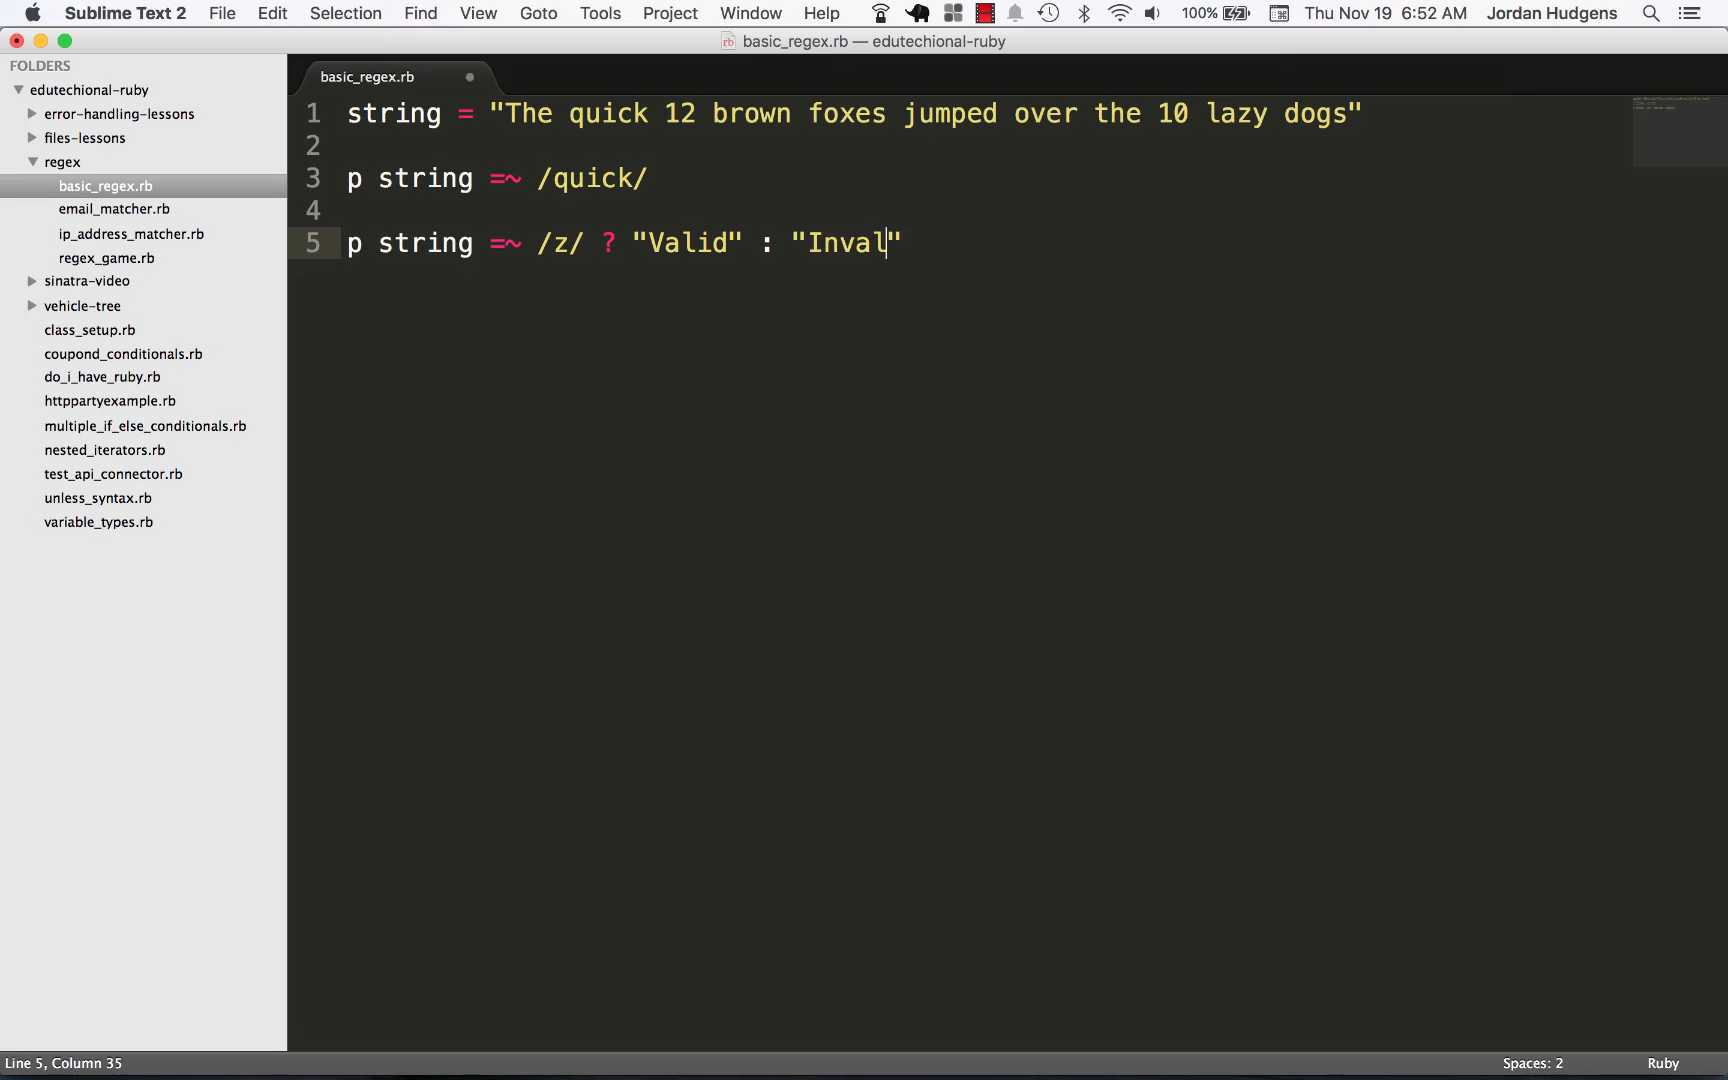 Sublime Text 2 File Edit Selection Find View Goto Tools Project Window Help 100% Thu Nov 19 6:52 AM Jordan Hudgens
basic_regex.rb — edutechional-ruby
FOLDERS
edutechional-ruby
error-handling-lessons
files-lessons
regex
basic_regex.rb
email_matcher.rb
ip_address_matcher.rb
regex_game.rb
sinatra-video
vehicle-tree
class_setup.rb
coupond_conditionals.rb
do_i_have_ruby.rb
httppartyexample.rb
multiple_if_else_conditionals.rb
nested_iterators.rb
test_api_connector.rb
unless_syntax.rb
variable_types.rb
basic_regex.rb
1 string = "The quick 12 brown foxes jumped over the 10 lazy dogs"
2
3 p string =~ /quick/
4
5 p string =~ /z/ ? "Valid" : "Inval"
Line 5, Column 35 Spaces: 2 Ruby